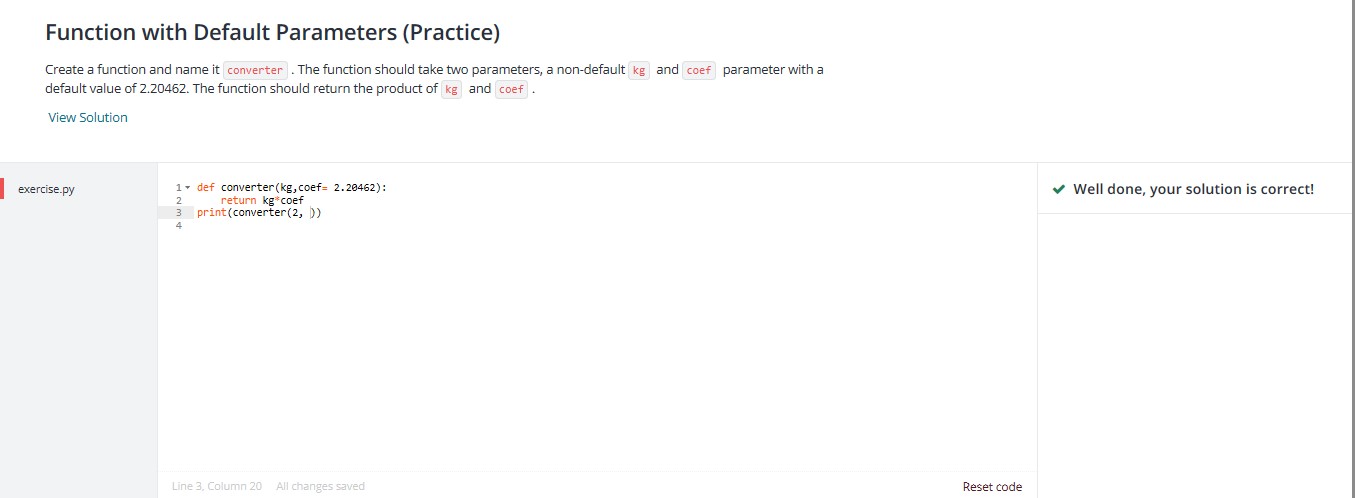 Function with Default Parameters (Practice)
Create a function and name it converter . The function should take two parameters, a non-default kg and coef parameter with a
default value of 2.20462. The function should return the product of kg and coef .
View Solution
exercise.py
1 def converter(kg,coef= 2.20462):
2 return kg*coef
3 print(converter(2, ))
4
Well done, your solution is correct!
Line 3, Column 20 All changes saved
Reset code